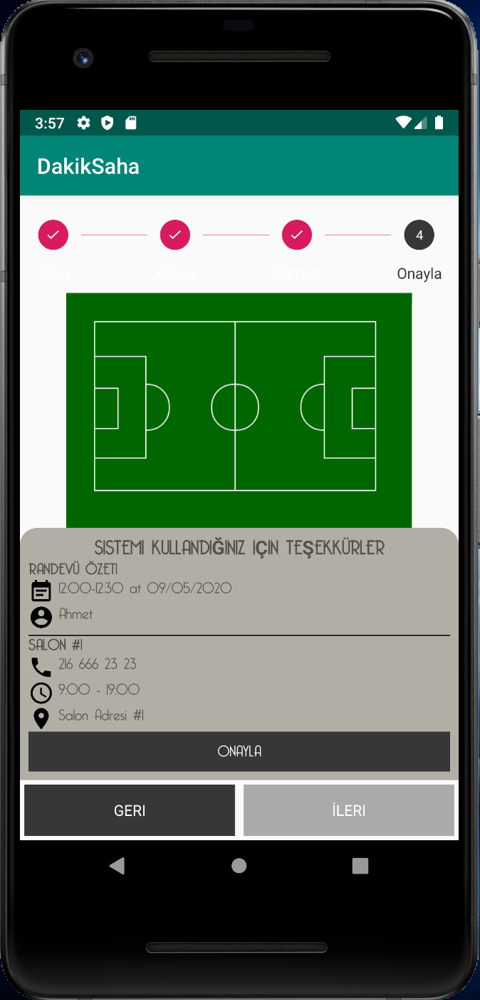 3:57
DakikSaha
4
Saha Kaleci Zaman Onayla
SISTEMI KULLANDIĞINIZ IÇIN TEŞEKKÜRLER
RANDEVÜ ÖZETI
12:00-12:30 at 09/05/2020
Ahmet
SALON #1
216 666 23 23
9:00 - 19:00
Salon Adresi #1
ONAYLA
GERI İLERI